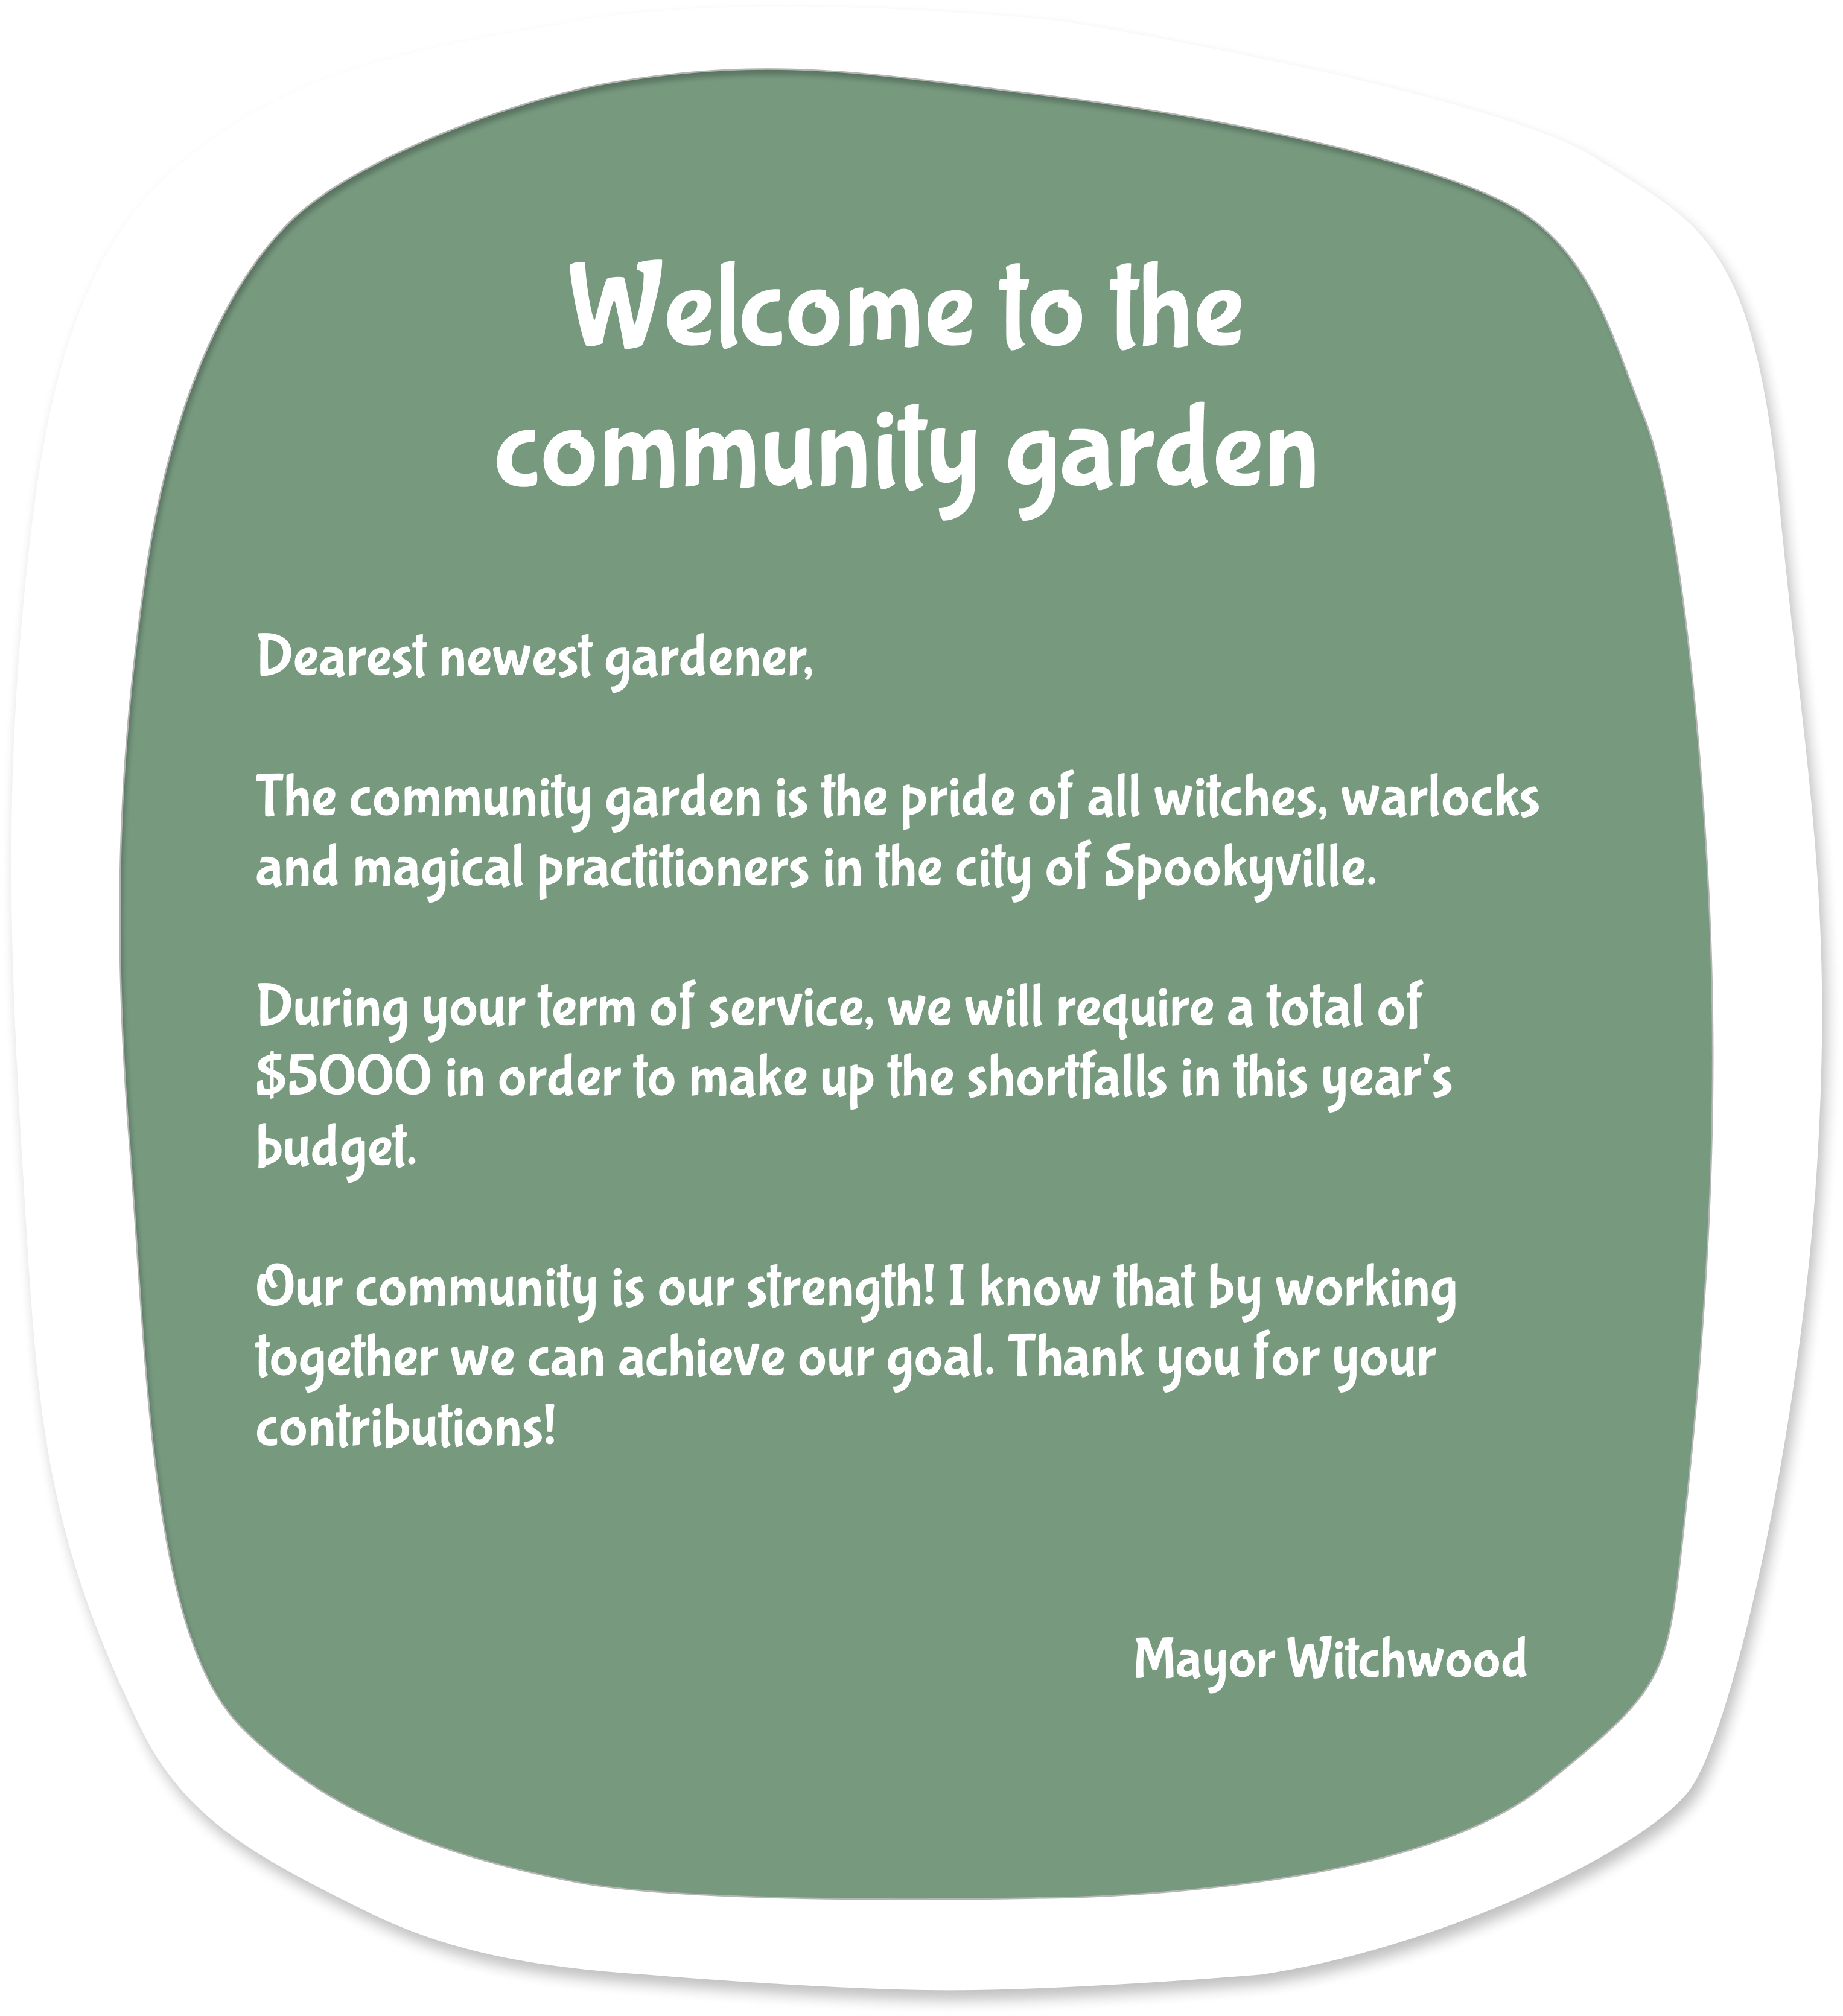 Welcome to the
community garden
Dearest newest gardener,
The community garden is the pride of all witches, warlocks
and magical practitioners in the city of Spookyville.
During your term of service, we will require a total of
$5000 in order to make up the shortfalls in this year's
budget.
Our community is our strength! I know that by working
together we can achieve our goal. Thank you for your
contributions!
Mayor Witchwood